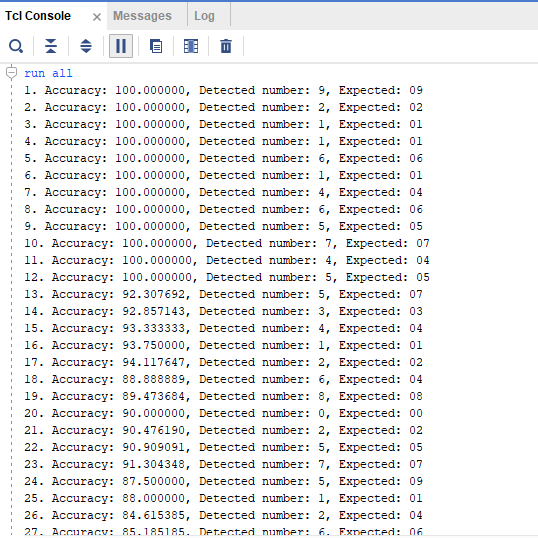 Tcl Console
Messages
Log
run all
1. Accuracy: 100.000000, Detected number: 9, Expected: 09
2. Accuracy: 100.000000, Detected number: 2, Expected: 02
3. Accuracy: 100.000000, Detected number: 1, Expected: 01
4. Accuracy: 100.000000, Detected number: 1, Expected: 01
5. Accuracy: 100.000000, Detected number: 6, Expected: 06
6. Accuracy: 100.000000, Detected number: 1, Expected: 01
7. Accuracy: 100.000000, Detected number: 4, Expected: 04
8. Accuracy: 100.000000, Detected number: 6, Expected: 06
9. Accuracy: 100.000000, Detected number: 5, Expected: 05
10. Accuracy: 100.000000, Detected number: 7, Expected: 07
11. Accuracy: 100.000000, Detected number: 4, Expected: 04
12. Accuracy: 100.000000, Detected number: 5, Expected: 05
13. Accuracy: 92.307692, Detected number: 5, Expected: 07
14. Accuracy: 92.857143, Detected number: 3, Expected: 03
15. Accuracy: 93.333333, Detected number: 4, Expected: 04
16. Accuracy: 93.750000, Detected number: 1, Expected: 01
17. Accuracy: 94.117647, Detected number: 2, Expected: 02
18. Accuracy: 88.888889, Detected number: 6, Expected: 04
19. Accuracy: 89.473684, Detected number: 8, Expected: 08
20. Accuracy: 90.000000, Detected number: 0, Expected: 00
21. Accuracy: 90.476190, Detected number: 2, Expected: 02
22. Accuracy: 90.909091, Detected number: 5, Expected: 05
23. Accuracy: 91.304348, Detected number: 7, Expected: 07
24. Accuracy: 87.500000, Detected number: 5, Expected: 09
25. Accuracy: 88.000000, Detected number: 1, Expected: 01
26. Accuracy: 84.615385, Detected number: 2, Expected: 04
27. Accuracy: 85.185185, Detected number: 6, Expected: 06